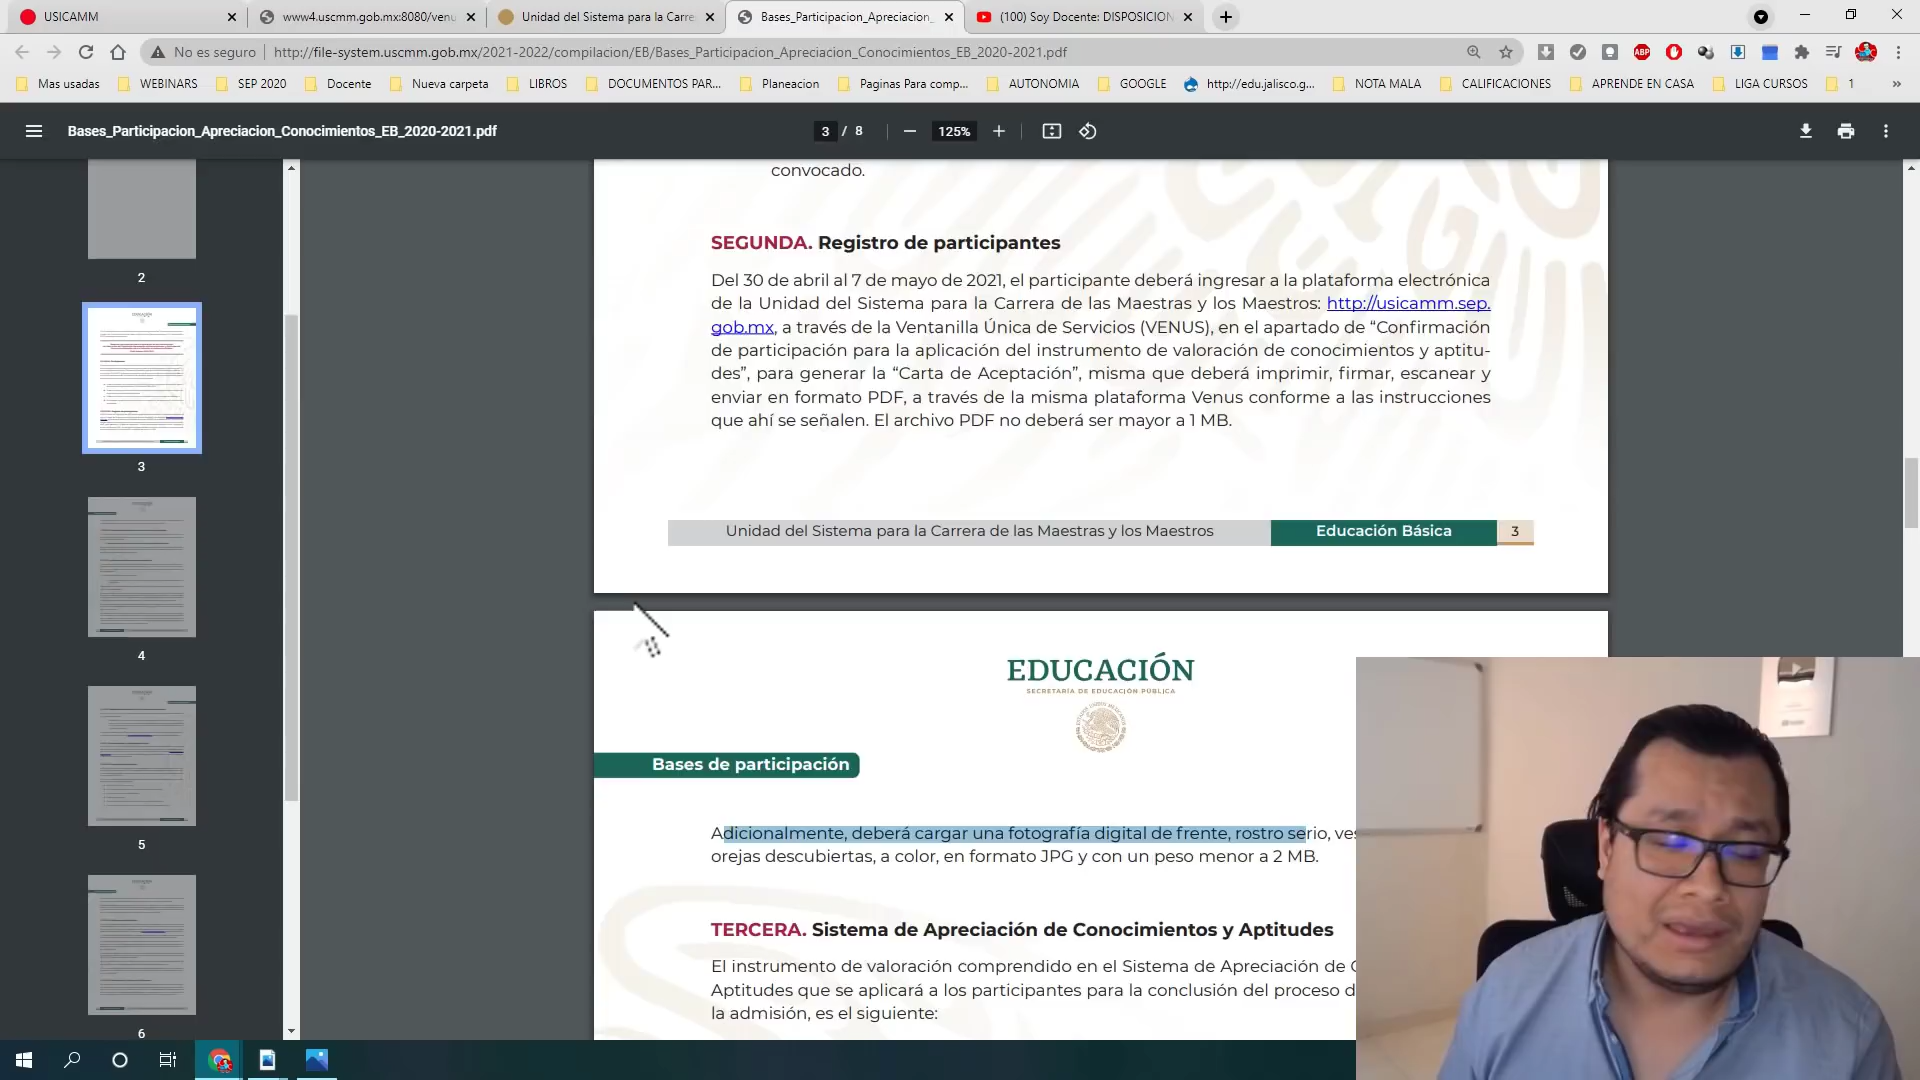 USICAMM
www4.uscmm.gob.mx:8080/venu
Unidad del Sistema para la Carre
Bases_Participacion_Apreciacion_
(100) Soy Docente: DISPOSICION
No es seguro
http://file-system.uscmm.gob.mx/2021-2022/compilacion/EB/Bases_Participacion_Apreciacion_Conocimientos_EB_2020-2021.pdf
ABP
Mas usadas
WEBINARS
SEP 2020
Docente
Nueva carpeta
LIBROS
DOCUMENTOS PAR...
Planeacion
Paginas Para comp...
AUTONOMIA
GOOGLE
http://edu.jalisco.g...
NOTA MALA
CALIFICACIONES
APRENDE EN CASA
LIGA CURSOS
1
»
Bases_Participacion_Apreciacion_Conocimientos_EB_2020-2021.pdf
3 / 8
125%
2
3
4
5
6
convocado.
SEGUNDA. Registro de participantes
Del 30 de abril al 7 de mayo de 2021, el participante deberá ingresar a la plataforma electrónica
de la Unidad del Sistema para la Carrera de las Maestras y los Maestros: http://usicamm.sep.
gob.mx, a través de la Ventanilla Única de Servicios (VENUS), en el apartado de “Confirmación
de participación para la aplicación del instrumento de valoración de conocimientos y aptitu-
des”, para generar la “Carta de Aceptación”, misma que deberá imprimir, firmar, escanear y
enviar en formato PDF, a través de la misma plataforma Venus conforme a las instrucciones
que ahí se señalen. El archivo PDF no deberá ser mayor a 1 MB.
Unidad del Sistema para la Carrera de las Maestras y los Maestros
Educación Básica
3
EDUCACIÓN
SECRETARÍA DE EDUCACIÓN PÚBLICA
Bases de participación
Adicionalmente, deberá cargar una fotografía digital de frente, rostro serio, ves
orejas descubiertas, a color, en formato JPG y con un peso menor a 2 MB.
TERCERA. Sistema de Apreciación de Conocimientos y Aptitudes
El instrumento de valoración comprendido en el Sistema de Apreciación de C
Aptitudes que se aplicará a los participantes para la conclusión del proceso d
la admisión, es el siguiente: